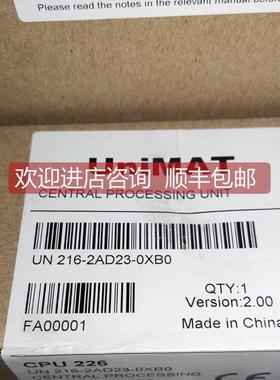 Please read the notes in the relevant manual before
UniMAT
欢迎进店咨询 顺丰包邮
CENTRAL PROCESSING UNIT
UN 216-2AD23-0XB0
QTY:1
Version:2.00
FA00001
Made in China
CPU 226
UN 216-2AD23-0XB0
CENTRAL PROCESSING
CE